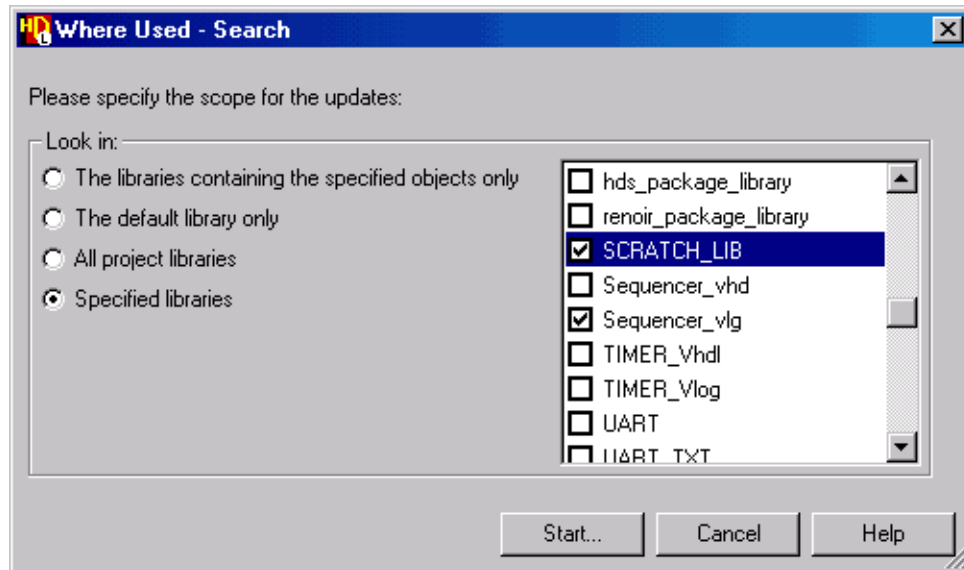 HD
L
Where Used - Search
Please specify the scope for the updates:
Look in:
The libraries containing the specified objects only
The default library only
All project libraries
Specified libraries
hds_package_library
renoir_package_library
SCRATCH_LIB
Sequencer_vhd
Sequencer_vlg
TIMER_Vhdl
TIMER_Vlog
UART
UART_TXT
Start...
Cancel
Help